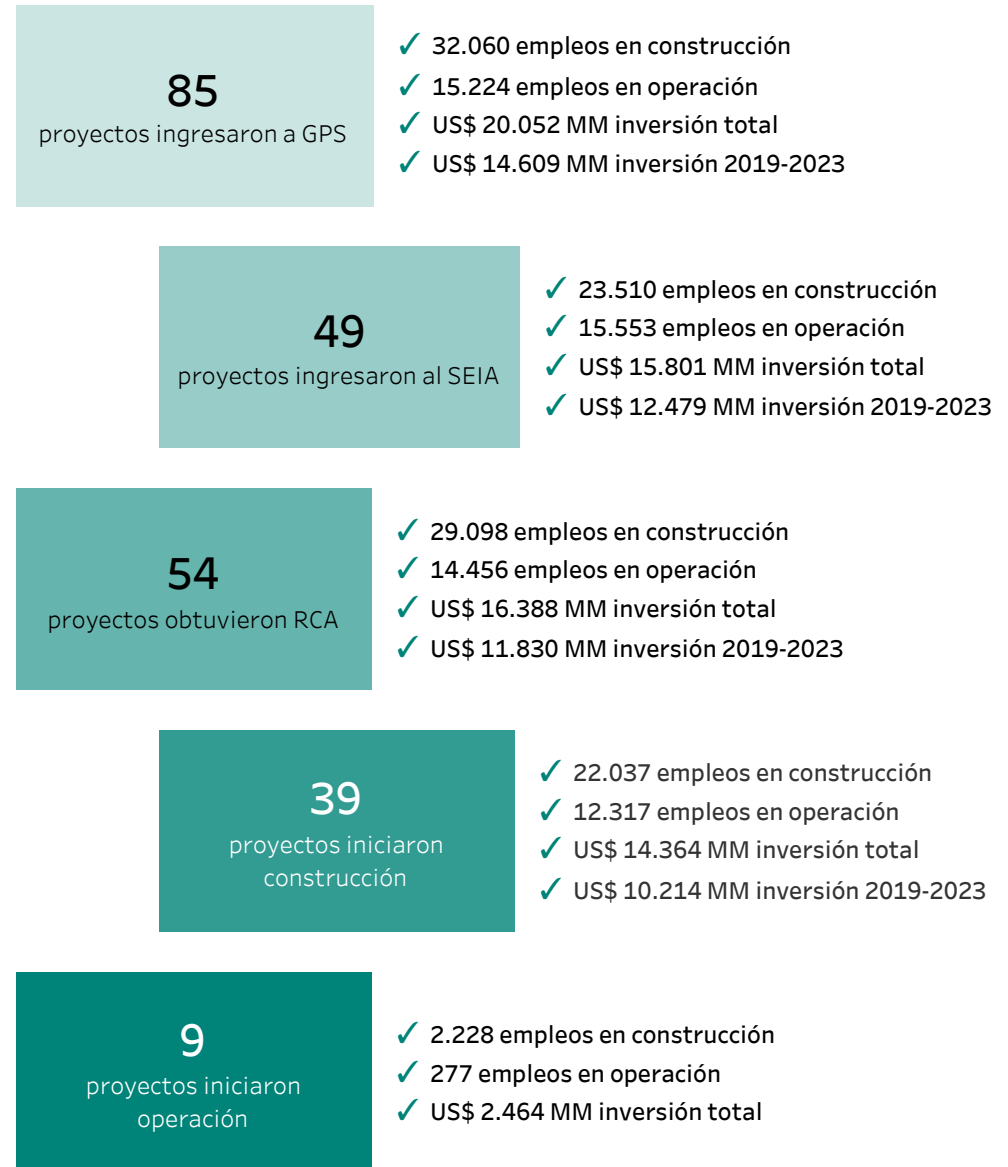 85
proyectos ingresaron a GPS
✓ 32.060 empleos en construcción
✓ 15.224 empleos en operación
✓ US$ 20.052 MM inversión total
✓ US$ 14.609 MM inversión 2019-2023
49
proyectos ingresaron al SEIA
✓ 23.510 empleos en construcción
✓ 15.553 empleos en operación
✓ US$ 15.801 MM inversión total
✓ US$ 12.479 MM inversión 2019-2023
54
proyectos obtuvieron RCA
✓ 29.098 empleos en construcción
✓ 14.456 empleos en operación
✓ US$ 16.388 MM inversión total
✓ US$ 11.830 MM inversión 2019-2023
39
proyectos iniciaron
construcción
✓ 22.037 empleos en construcción
✓ 12.317 empleos en operación
✓ US$ 14.364 MM inversión total
✓ US$ 10.214 MM inversión 2019-2023
9
proyectos iniciaron
operación
✓ 2.228 empleos en construcción
✓ 277 empleos en operación
✓ US$ 2.464 MM inversión total